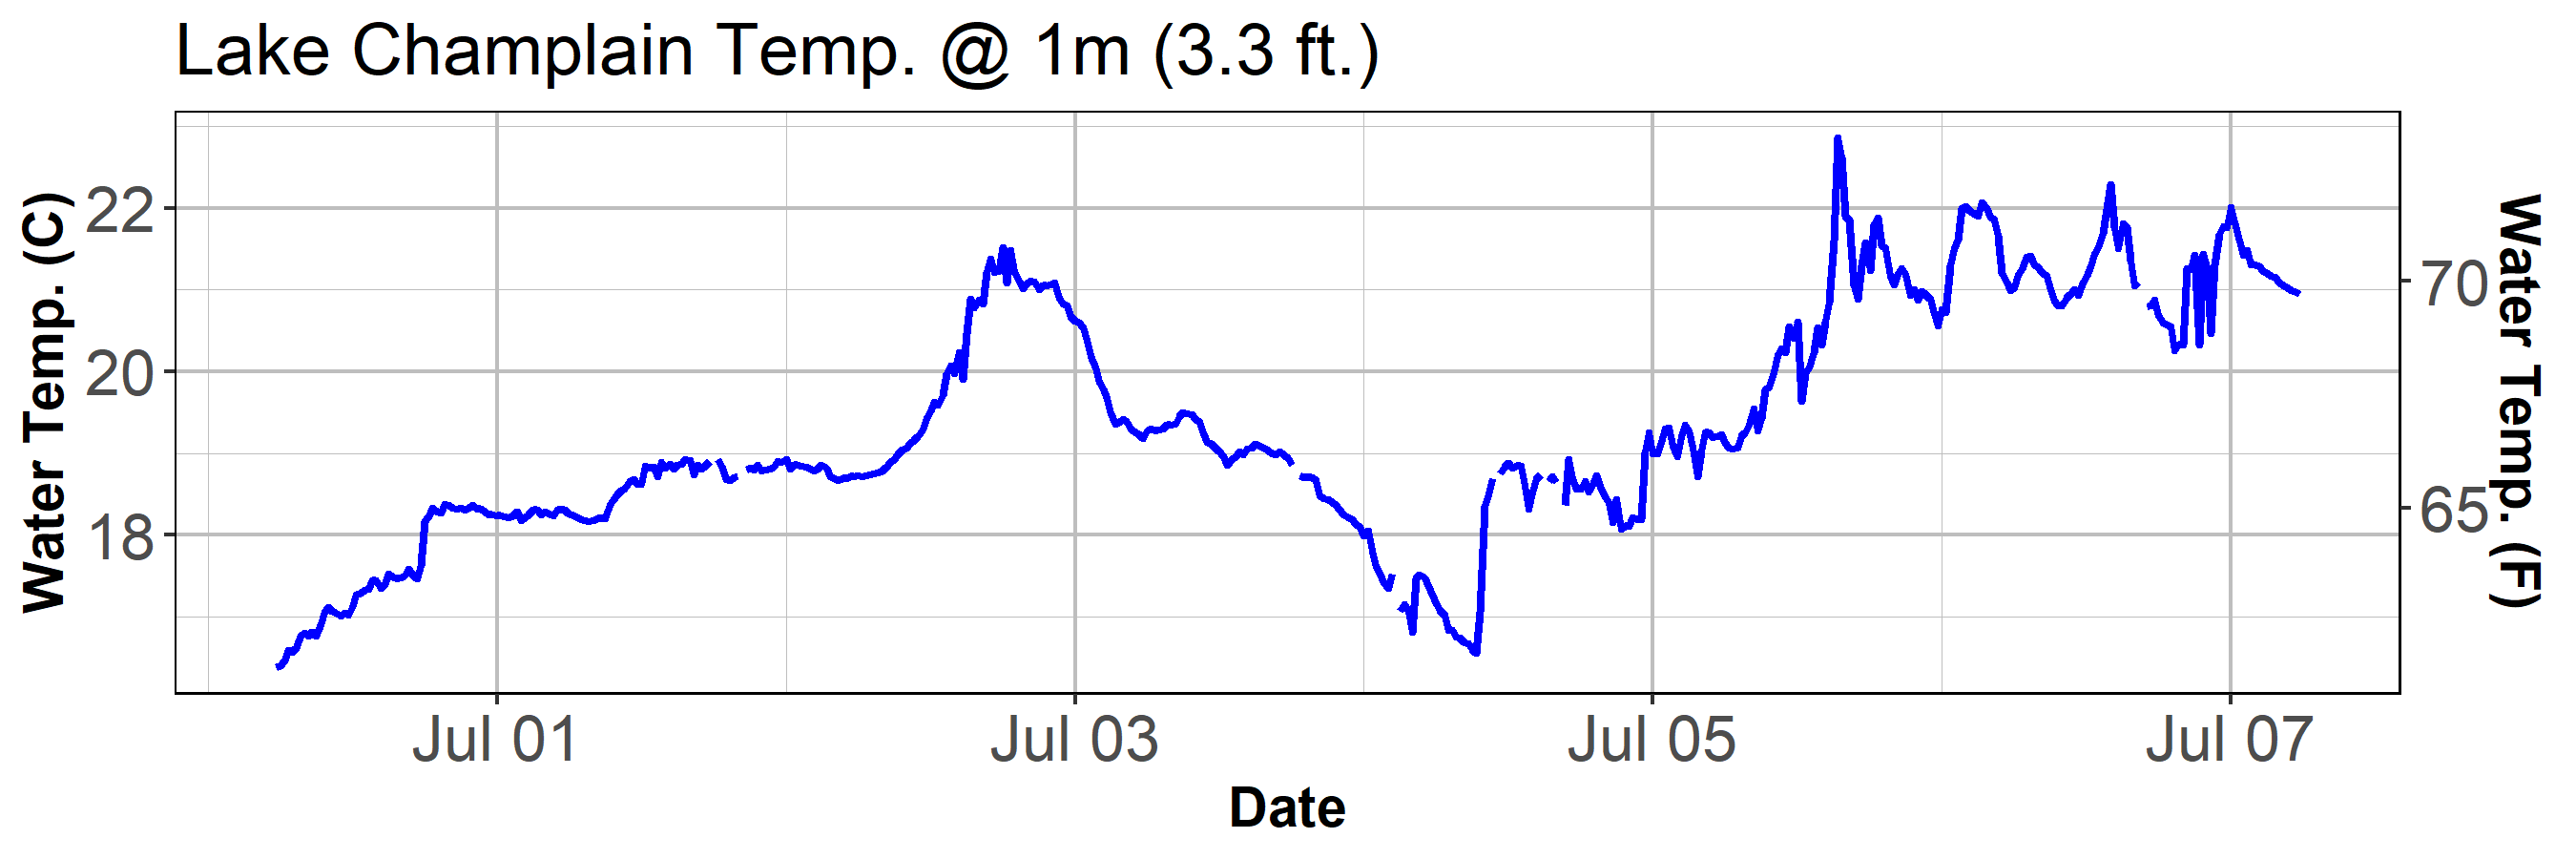 Lake Champlain Temp. @ 1m (3.3 ft.)
Water Temp. (C)
22
20
18
70
65
Water Temp. (F)
Jul 01
Jul 03
Jul 05
Jul 07
Date